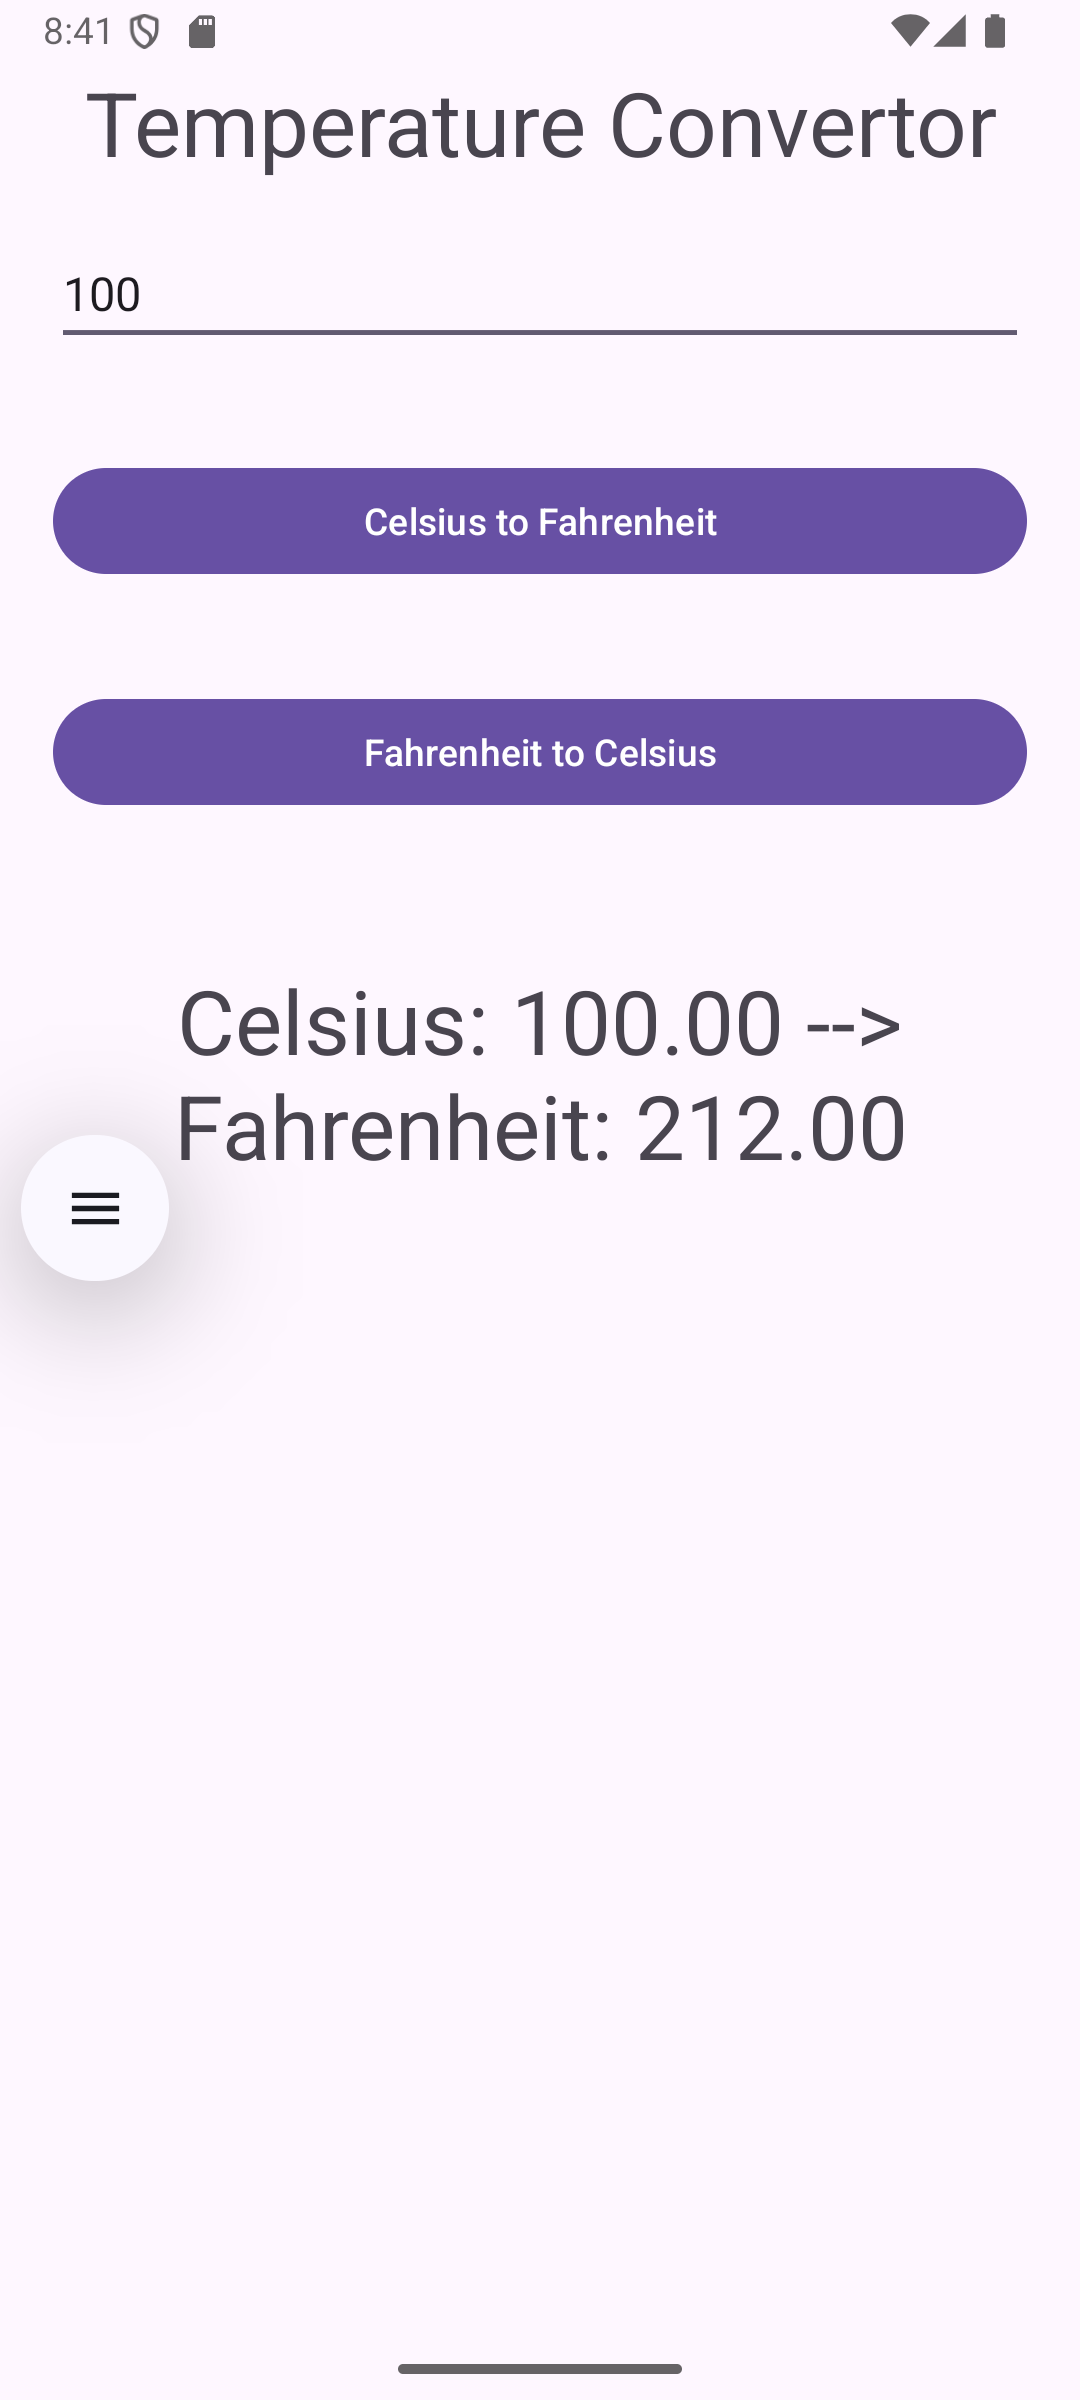 8:41
Temperature Convertor
100
Celsius to Fahrenheit
Fahrenheit to Celsius
Celsius: 100.00 -->
Fahrenheit: 212.00